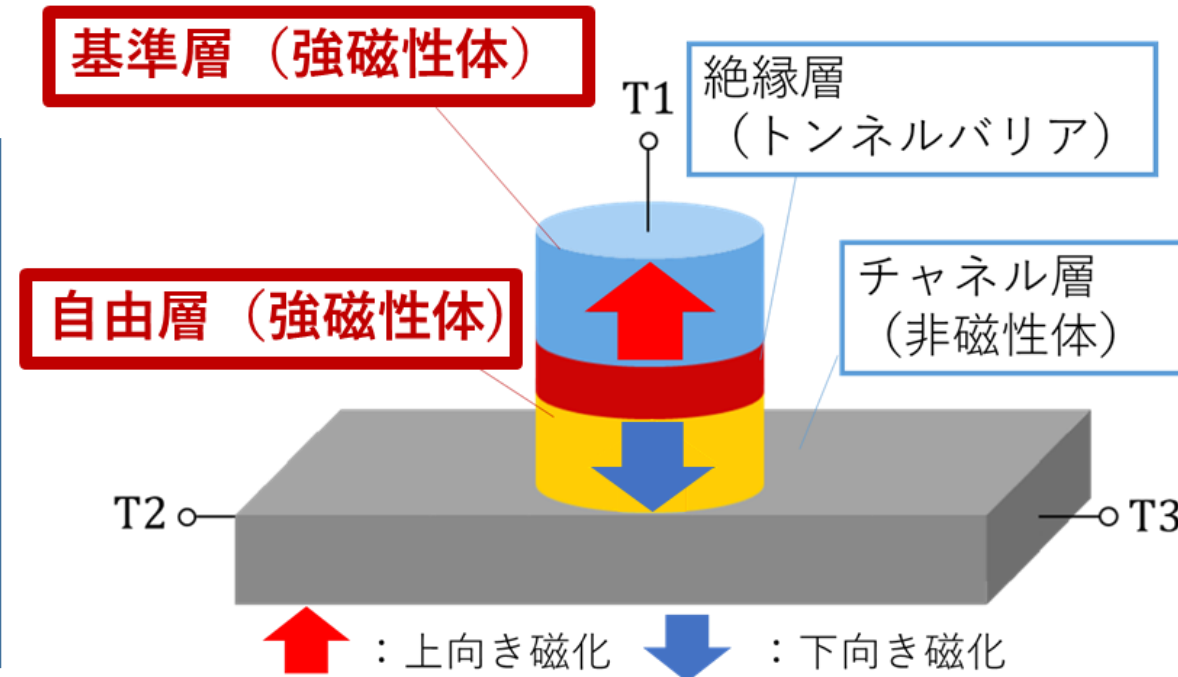 基準層（強磁性体）
T1
絶縁層
（トンネルバリア）
自由層（強磁性体）
チャネル層
（非磁性体）
T2
T3
：上向き磁化
：下向き磁化